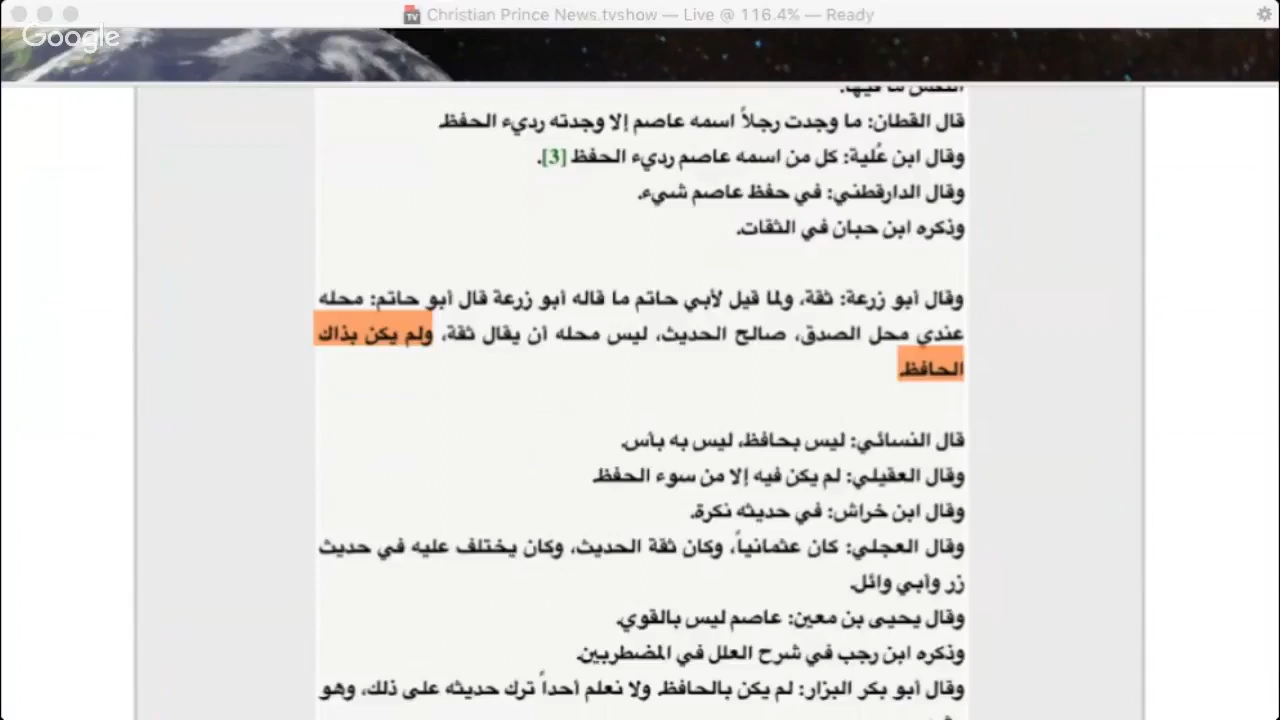 Christian Prince News.tvshow — Live @ 116.4% — Ready
Google
النفس ما فيها.
قال القطان: ما وجدت رجلاً اسمه عاصم إلا وجدته رديء الحفظ
وقال ابن عُلية: كل من اسمه عاصم رديء الحفظ [3].
وقال الدارقطني: في حفظ عاصم شيء.
وذكره ابن حبان في الثقات.
وقال أبو زرعة: ثقة، ولما قيل لأبي حاتم ما قاله أبو زرعة قال أبو حاتم: محله
عندي محل الصدق، صالح الحديث، ليس محله أن يقال ثقة، ولم يكن بذاك
الحافظ.
قال النسائي: ليس بحافظ، ليس به بأس.
وقال العقيلي: لم يكن فيه إلا من سوء الحفظ.
وقال ابن خراش: في حديثه نكرة.
وقال العجلي: كان عثمانياً، وكان ثقة الحديث، وكان يختلف عليه في حديث
زر وأبي وائل.
وقال يحيى بن معين: عاصم ليس بالقوي.
وذكره ابن رجب في شرح العلل في المضطربين.
وقال أبو بكر البزار: لم يكن بالحافظ ولا نعلم أحداً ترك حديثه على ذلك، وهو